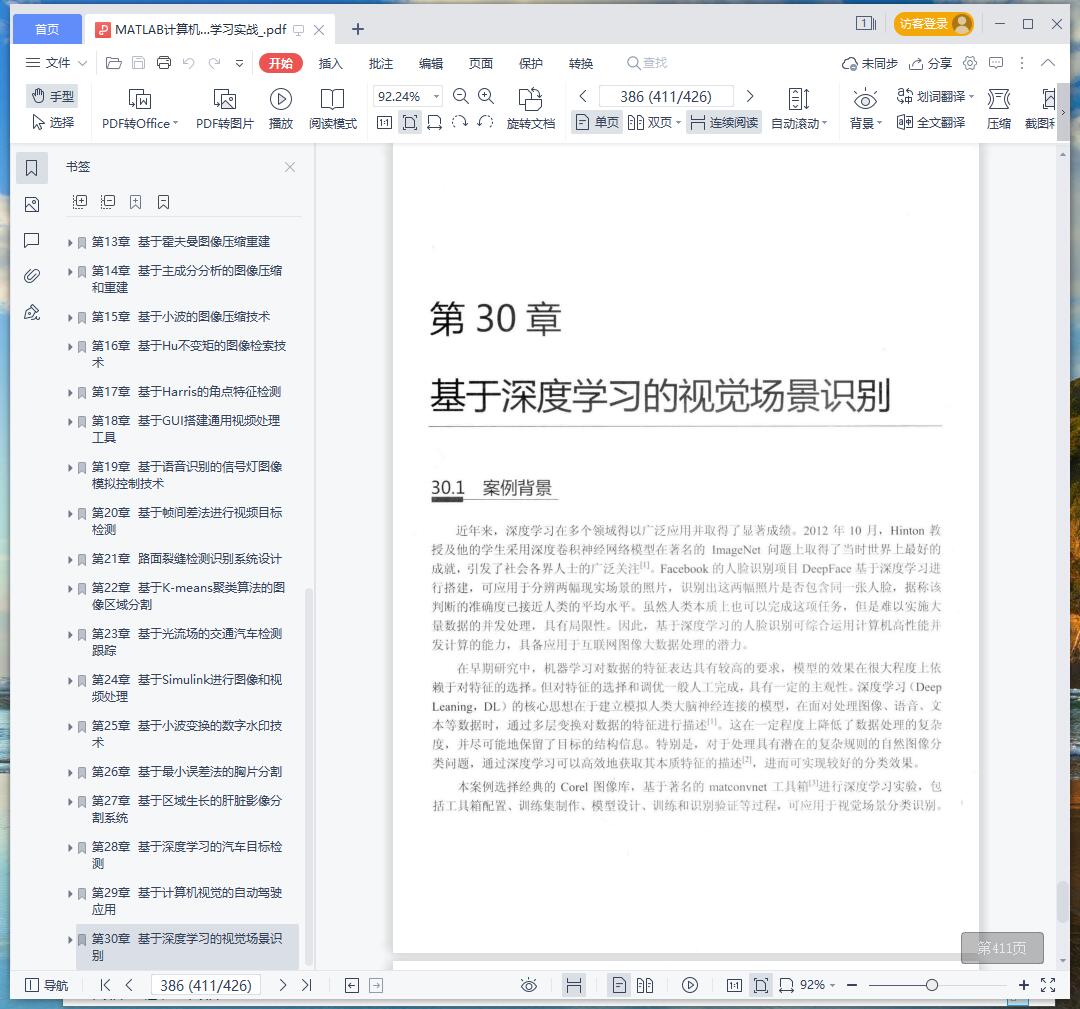 首页
MATLAB计算机...学习实战_.pdf
1
访客登录
文件
开始
插入
批注
编辑
页面
保护
转换
查找
未同步
分享
手型
选择
PDF转Office
PDF转图片
播放
阅读模式
92.24%
旋转文档
386 (411/426)
单页
双页
连续阅读
自动滚动
背景
划词翻译
全文翻译
压缩
书签
第13章 基于霍夫曼图像压缩重建
第14章 基于主成分分析的图像压缩
和重建
第15章 基于小波的图像压缩技术
第16章 基于Hu不变矩的图像检索技
术
第17章 基于Harris的角点特征检测
第18章 基于GUI搭建通用视频处理
工具
第19章 基于语音识别的信号灯图像
模拟控制技术
第20章 基于帧间差法进行视频目标
检测
第21章 路面裂缝检测识别系统设计
第22章 基于K-means聚类算法的图
像区域分割
第23章 基于光流场的交通汽车检测
跟踪
第24章 基于Simulink进行图像和视
频处理
第25章 基于小波变换的数字水印技
术
第26章 基于最小误差法的胸片分割
第27章 基于区域生长的肝脏影像分
割系统
第28章 基于深度学习的汽车目标检
测
第29章 基于计算机视觉的自动驾驶
应用
第30章 基于深度学习的视觉场景识
别
第 30 章
基于深度学习的视觉场景识别
30.1 案例背景
近年来，深度学习在多个领域得以广泛应用并取得了显著成绩。2012 年 10 月，Hinton 教
授及他的学生采用深度卷积神经网络模型在著名的 ImageNet 问题上取得了当时世界上最好的
成就，引发了社会各界人士的广泛关注[1]。Facebook 的人脸识别项目 DeepFace 基于深度学习进
行搭建，可应用于分辨两幅现实场景的照片，识别出这两幅照片是否包含同一张人脸，据称该
判断的准确度已接近人类的平均水平。虽然人类本质上也可以完成这项任务，但是难以实施大
量数据的并发处理，具有局限性。因此，基于深度学习的人脸识别可综合运用计算机高性能并
发计算的能力，具备应用于互联网图像大数据处理的潜力。
在早期研究中，机器学习对数据的特征表达具有较高的要求，模型的效果在很大程度上依
赖于对特征的选择。但对特征的选择和调优一般人工完成，具有一定的主观性。深度学习（Deep
Leaning，DL）的核心思想在于建立模拟人类大脑神经连接的模型，在面对处理图像、语音、文
本等数据时，通过多层变换对数据的特征进行描述[1]。这在一定程度上降低了数据处理的复杂
度，并尽可能地保留了目标的结构信息。特别是，对于处理具有潜在的复杂规则的自然图像分
类问题，通过深度学习可以高效地获取其本质特征的描述[2]，进而可实现较好的分类效果。
本案例选择经典的 Corel 图像库，基于著名的 matconvnet 工具箱[3]进行深度学习实验，包
括工具箱配置、训练集制作、模型设计、训练和识别验证等过程，可应用于视觉场景分类识别。
第411页
导航
386 (411/426)
92%